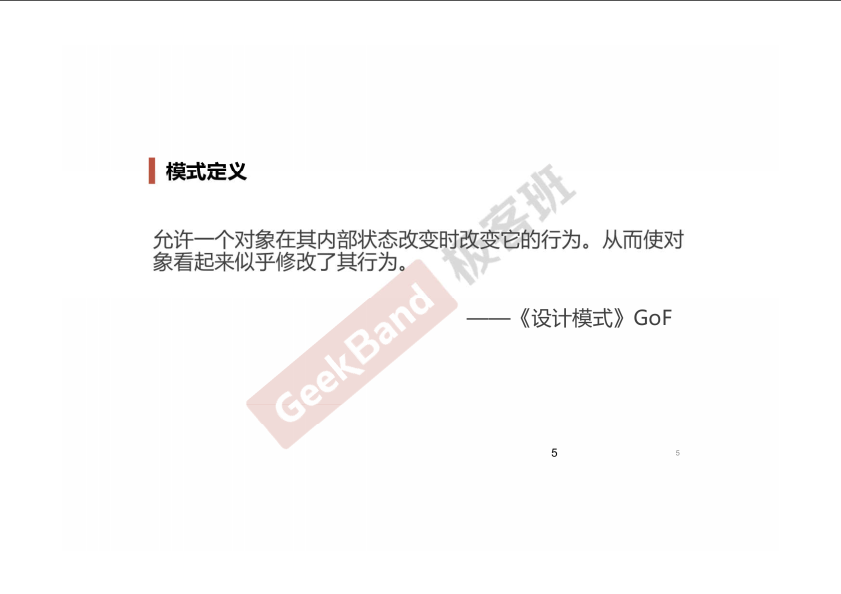 模式定义
允许一个对象在其内部状态改变时改变它的行为。从而使对
象看起来似乎修改了其行为。
——《设计模式》GoF
GeekBand 极客班
5
5